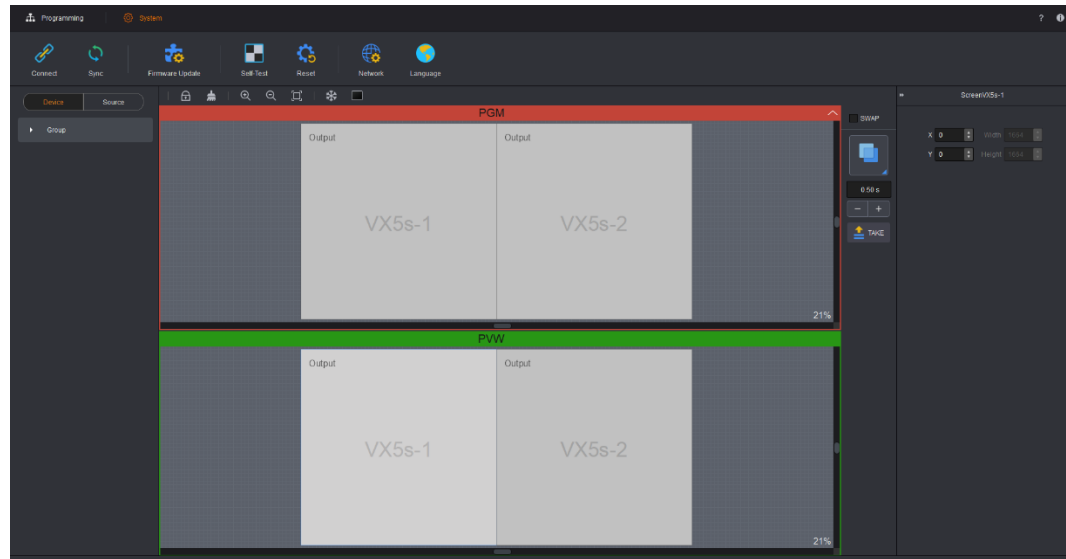 Programming System
?
Connect Sync Firmware Update Self-Test Reset Network Language
Device Source
Group
PGM
Output Output
VX5s-1 VX5s-2
21%
PVW
Output Output
VX5s-1 VX5s-2
21%
SWAP
0.50 s
- +
TAKE
ScreenVX5s-1
X 0 Width 1664
Y 0 Height 1664